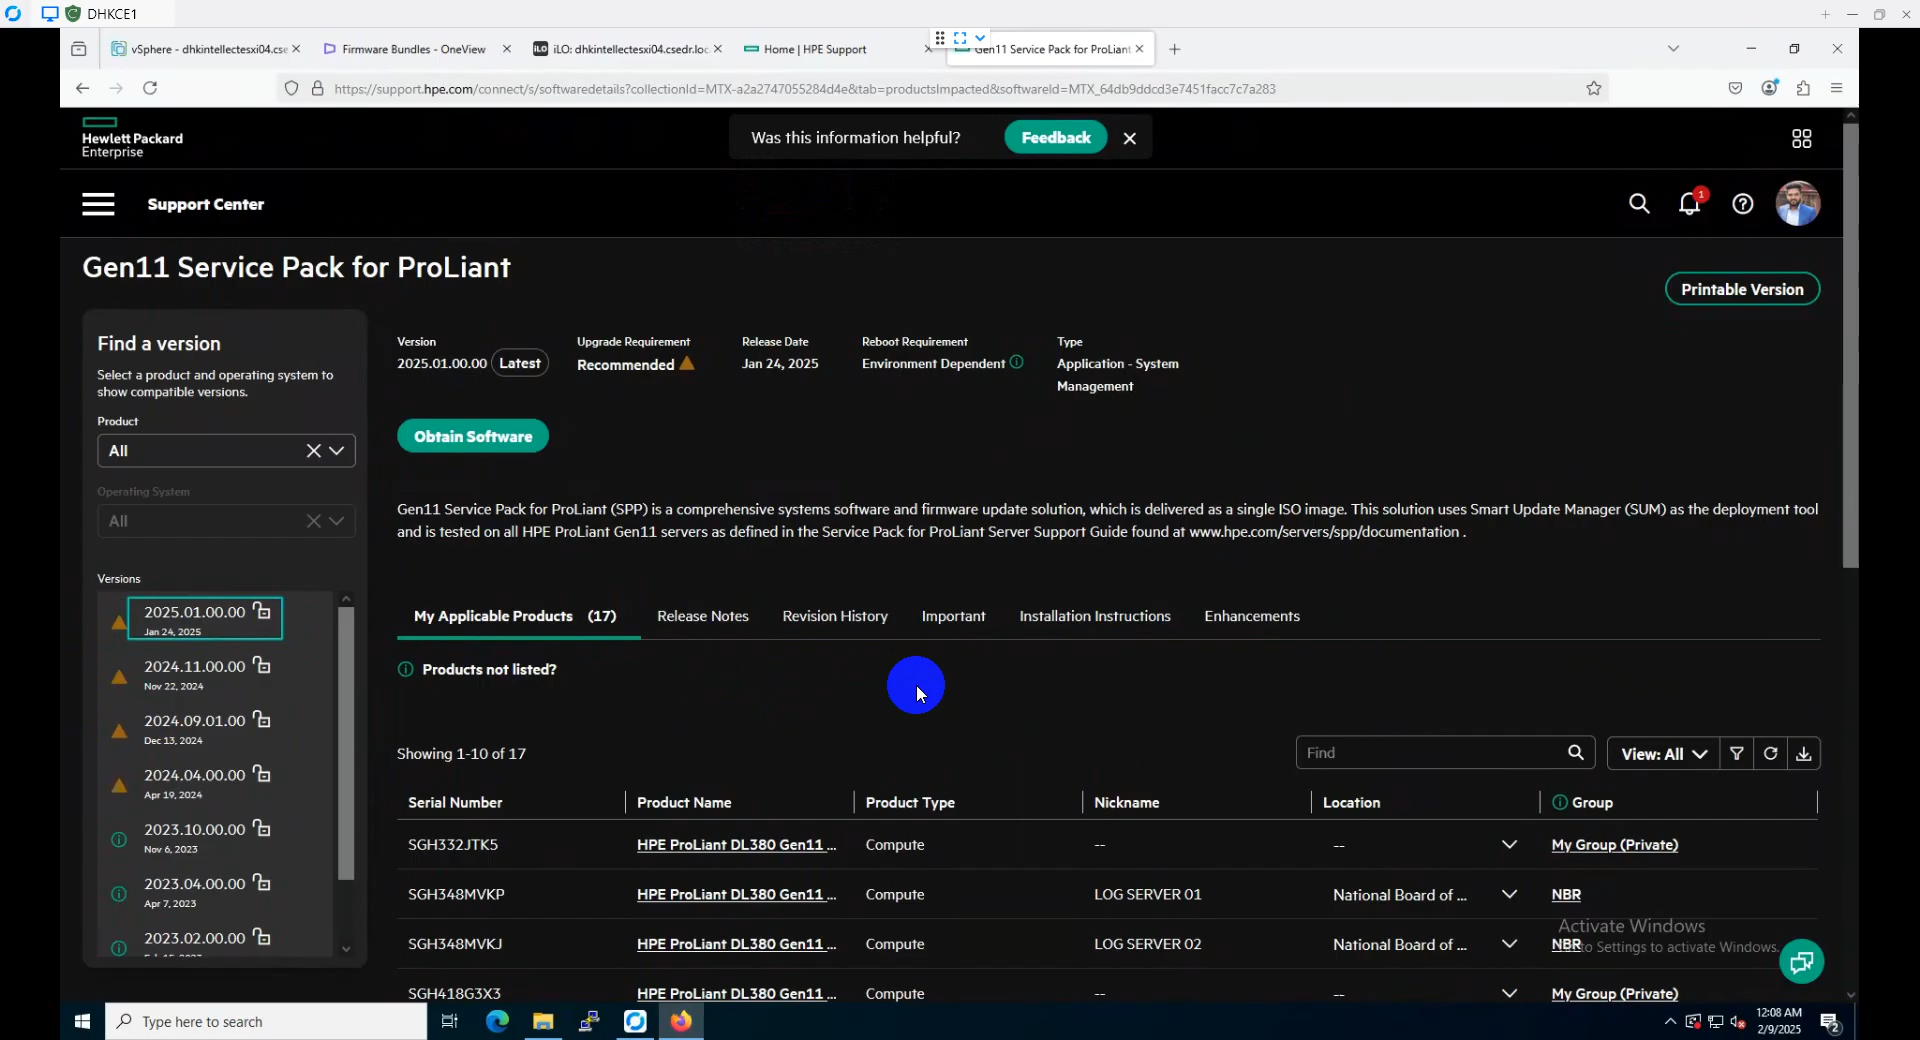 DHKCE1
vSphere - dhkintellectesxi04.cse
Firmware Bundles - OneView
iLO: dhkintellectesxi04.csedr.loc
Home | HPE Support
Gen11 Service Pack for ProLiant
https://support.hpe.com/connect/s/softwaredetails?collectionId=MTX-a2a2747055284d4e&tab=productsImpacted&softwareId=MTX_64db9ddcd3e7451facc7c7a283
Hewlett Packard
Enterprise
Was this information helpful?
Feedback
Support Center
1
Gen11 Service Pack for ProLiant
Printable Version
Find a version
Select a product and operating system to
show compatible versions.
Product
All
Operating System
All
Versions
2025.01.00.00
Jan 24, 2025
2024.11.00.00
Nov 22, 2024
2024.09.01.00
Dec 13, 2024
2024.04.00.00
Apr 19, 2024
2023.10.00.00
Nov 6, 2023
2023.04.00.00
Apr 7, 2023
2023.02.00.00
Version
2025.01.00.00 Latest
Upgrade Requirement
Recommended
Release Date
Jan 24, 2025
Reboot Requirement
Environment Dependent
Type
Application - System
Management
Obtain Software
Gen11 Service Pack for ProLiant (SPP) is a comprehensive systems software and firmware update solution, which is delivered as a single ISO image. This solution uses Smart Update Manager (SUM) as the deployment tool
and is tested on all HPE ProLiant Gen11 servers as defined in the Service Pack for ProLiant Server Support Guide found at www.hpe.com/servers/spp/documentation .
My Applicable Products (17) Release Notes Revision History Important Installation Instructions Enhancements
Products not listed?
Showing 1-10 of 17
Find
View: All
Serial Number Product Name Product Type Nickname Location Group
SGH332JTK5 HPE ProLiant DL380 Gen11 ... Compute -- -- My Group (Private)
SGH348MVKP HPE ProLiant DL380 Gen11 ... Compute LOG SERVER 01 National Board of ... NBR
SGH348MVKJ HPE ProLiant DL380 Gen11 ... Compute LOG SERVER 02 National Board of ... NBR
SGH418G3X3 HPE ProLiant DL380 Gen11 ... Compute -- -- My Group (Private)
Activate Windows
to Settings to activate Windows.
Type here to search
12:08 AM
2/9/2025
2